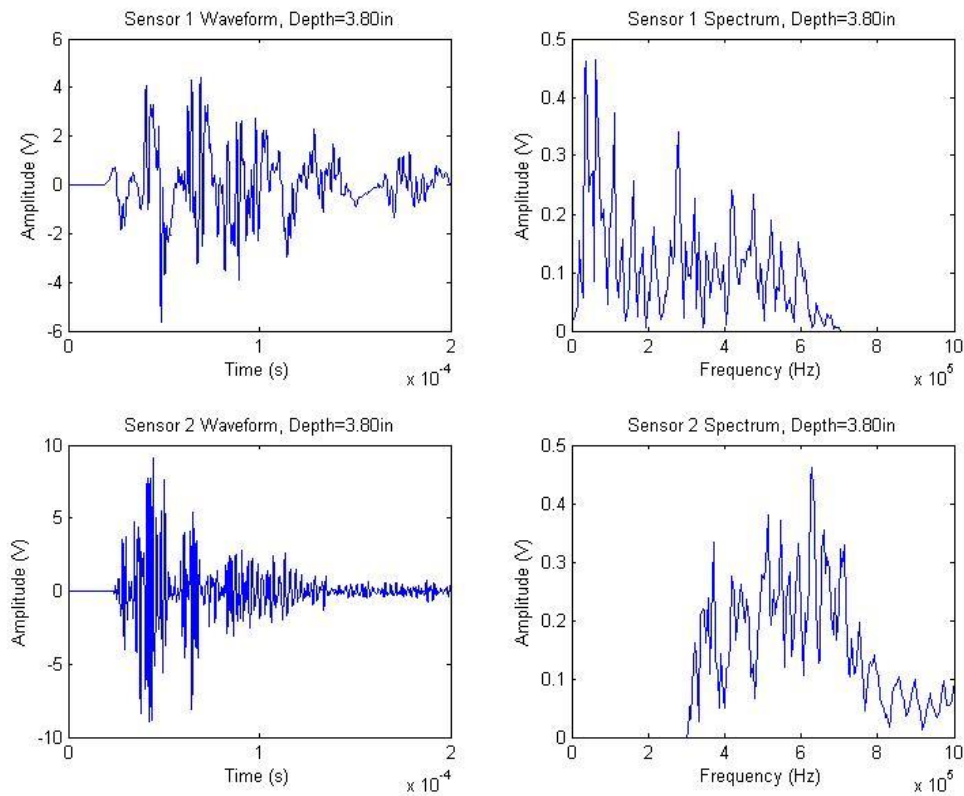 Sensor 1 Waveform, Depth=3.80in
6
4
2
0
-2
-4
-6
Amplitude (V)
0 1 2
Time (s)
x 10-4
Sensor 1 Spectrum, Depth=3.80in
0.5
0.4
0.3
0.2
0.1
0
Amplitude (V)
0 2 4 6 8 10
Frequency (Hz)
x 105
Sensor 2 Waveform, Depth=3.80in
10
5
0
-5
-10
Amplitude (V)
0 1 2
Time (s)
x 10-4
Sensor 2 Spectrum, Depth=3.80in
0.5
0.4
0.3
0.2
0.1
0
Amplitude (V)
0 2 4 6 8 10
Frequency (Hz)
x 105